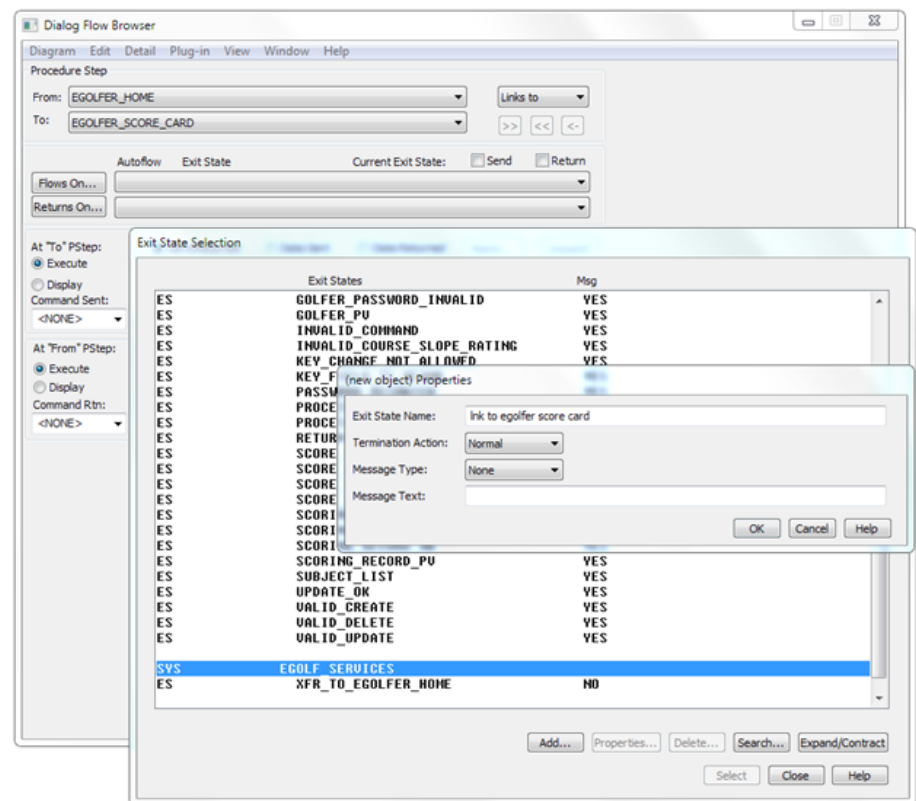 Dialog Flow Browser
Diagram Edit Detail Plug-in View Window Help
Procedure Step
From: EGOLFER_HOME Links to
To: EGOLFER_SCORE_CARD >> << <-
Autoflow Exit State Current Exit State: Send Return
Flows On...
Returns On...
At "To" PStep:
Execute
Display
Command Sent:
<NONE>
At "From" PStep:
Execute
Display
Command Rtn:
<NONE>
Exit State Selection
Exit States Msg
ES GOLFER_PASSWORD_INVALID YES
ES GOLFER_PV YES
ES INVALID_COMMAND YES
ES INVALID_COURSE_SLOPE_RATING YES
ES KEY_CHANGE_NOT_ALLOWED YES
ES KEY_F
ES PASSW
ES PROCE
ES PROCE
ES RETUR
ES SCORE
ES SCORE
ES SCORE
ES SCORE
ES SCORI
ES SCORI
ES SCORI
ES SCORING_RECORD_PV YES
ES SUBJECT_LIST YES
ES UPDATE_OK YES
ES VALID_CREATE YES
ES VALID_DELETE YES
ES VALID_UPDATE YES
SYS EGOLF_SERVICES
ES XFR_TO_EGOLFER_HOME NO
(new object) Properties
Exit State Name: lnk to egolfer score card
Termination Action: Normal
Message Type: None
Message Text:
OK Cancel Help
Add... Properties... Delete... Search... Expand/Contract
Select Close Help